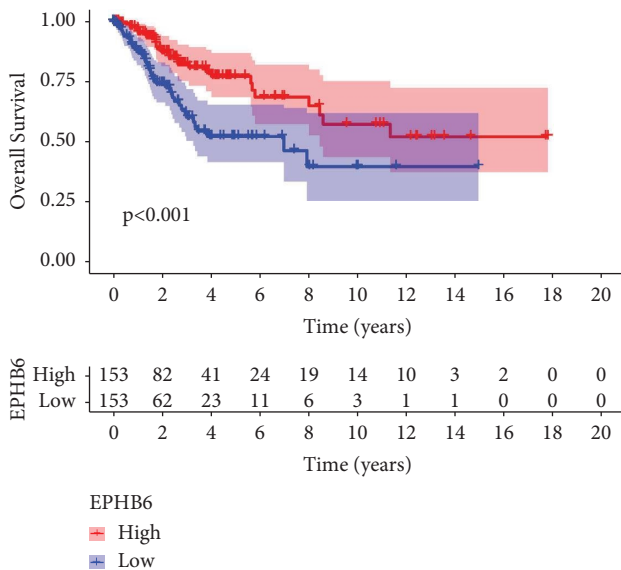 1.00
0.75
0.50
0.25
0.00
Overall Survival
p<0.001
0 2 4 6 8 10 12 14 16 18 20
Time (years)
EPHB6
High 153 82 41 24 19 14 10 3 2 0 0
Low 153 62 23 11 6 3 1 1 0 0 0
0 2 4 6 8 10 12 14 16 18 20
Time (years)
EPHB6
High
Low